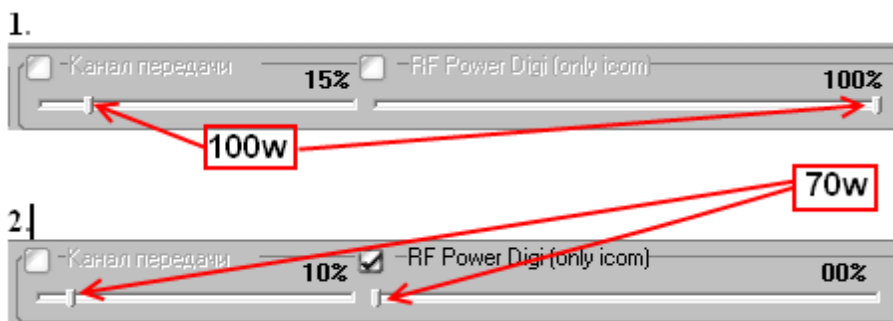 1.
Канал передачи 15% RF Power Digi (only icom) 100%
100w
70w
2.
Канал передачи 10% RF Power Digi (only icom) 00%